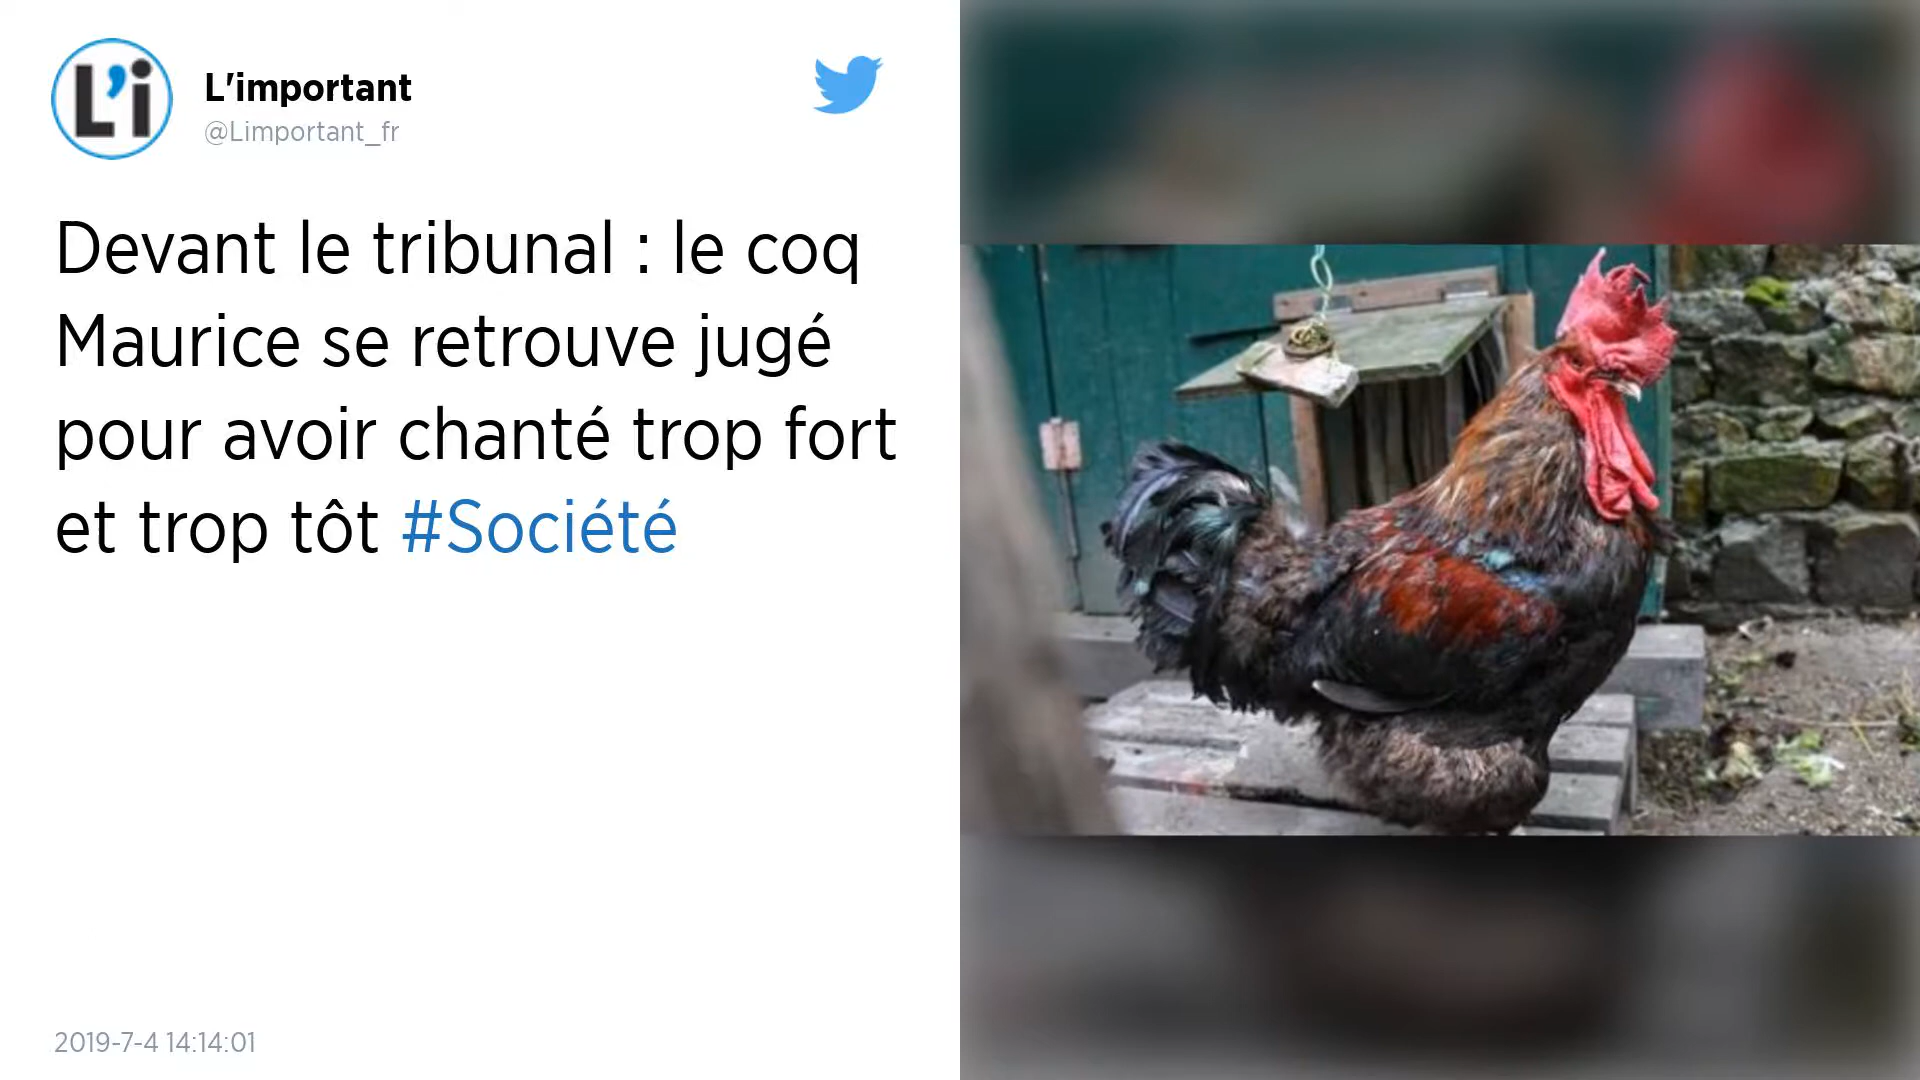 L'i
L'important
@Limportant_fr
Devant le tribunal : le coq
Maurice se retrouve jugé
pour avoir chanté trop fort
et trop tôt #Société
2019-7-4 14:14:01